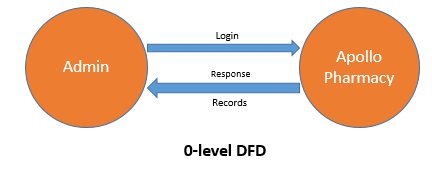 Login
Admin
Apollo
Pharmacy
Response
Records
0-level DFD